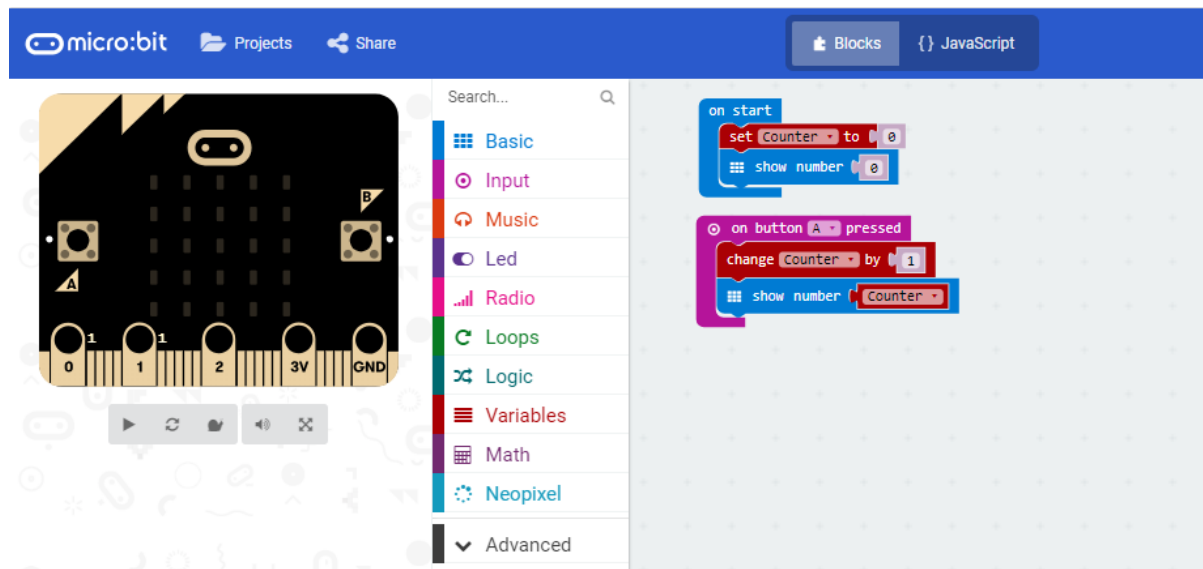 micro:bit Projects Share Blocks {} JavaScript
B
A
1 1
0 1 2 3V GND
Search...
Basic
Input
Music
Led
Radio
Loops
Logic
Variables
Math
Neopixel
Advanced
on start
set Counter to 0
show number 0
on button A pressed
change Counter by 1
show number Counter